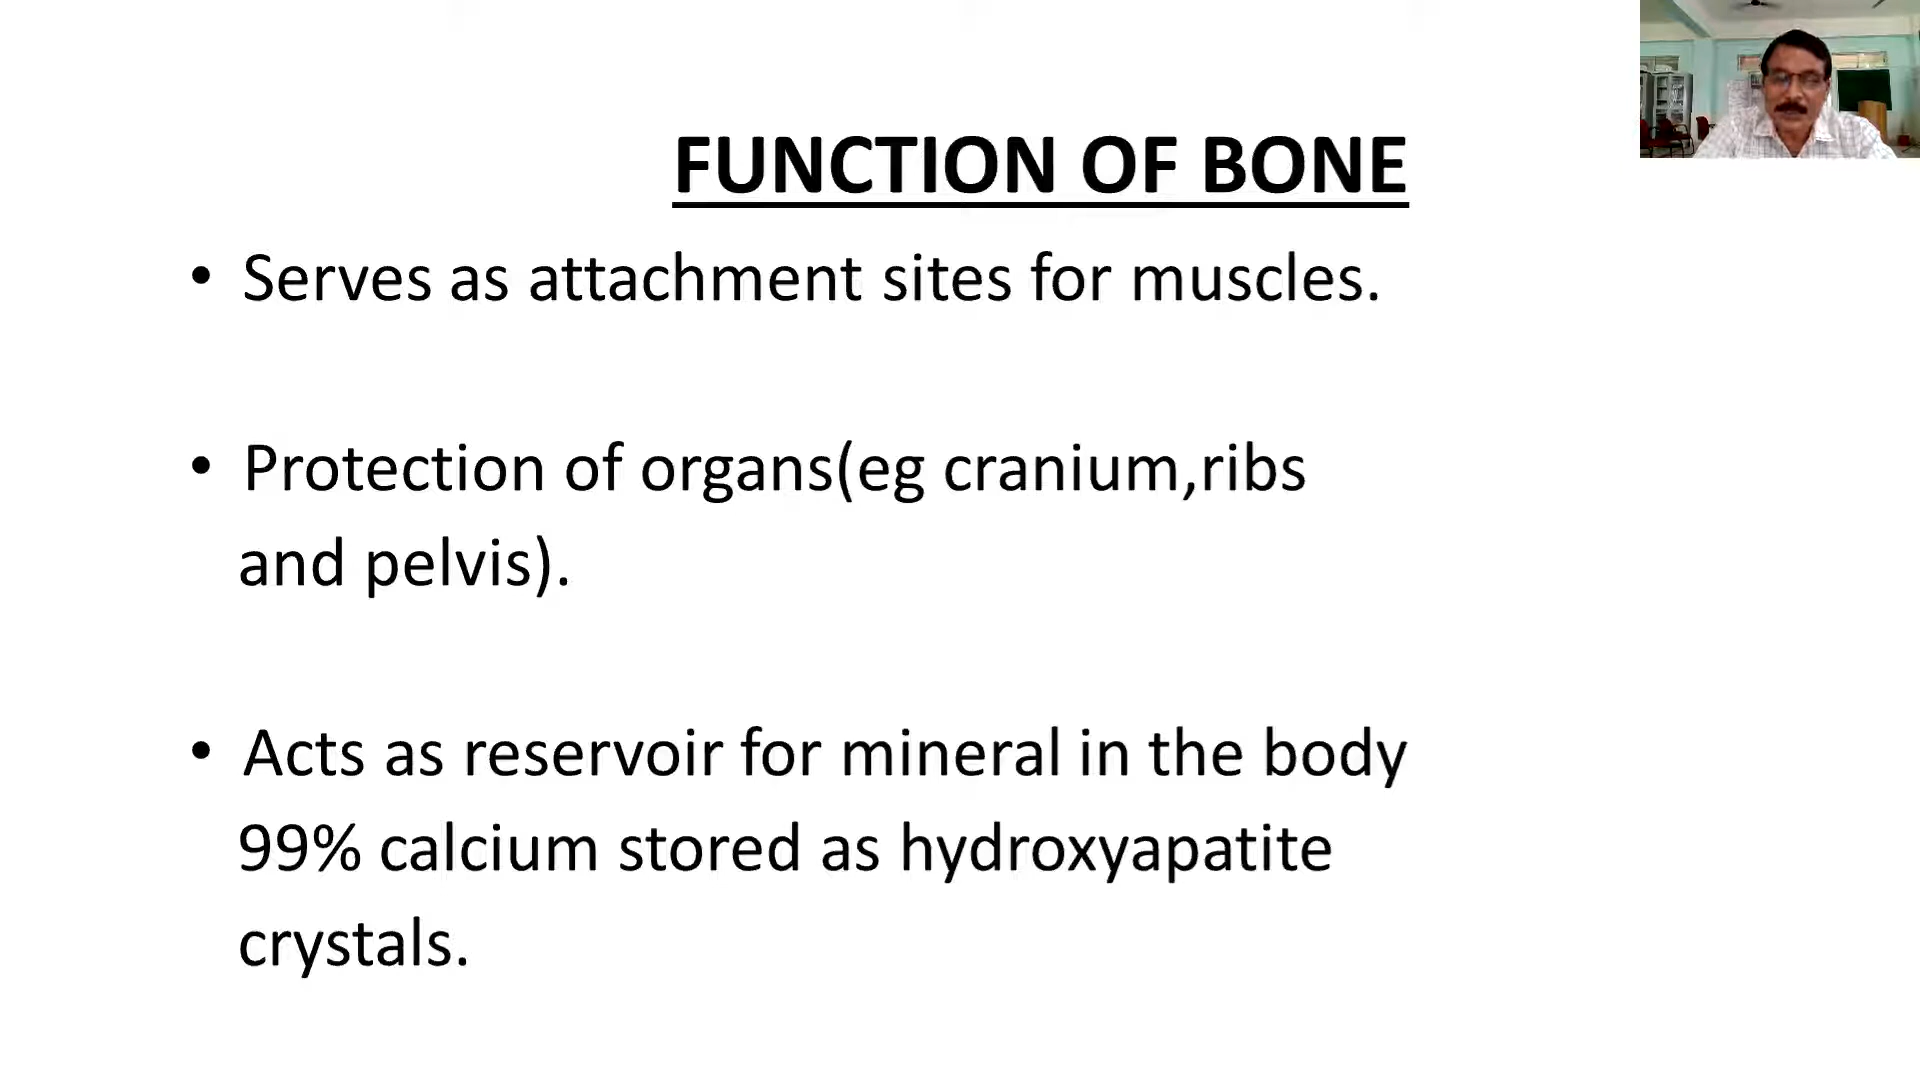 FUNCTION OF BONE
• Serves as attachment sites for muscles.
• Protection of organs(eg cranium,ribs
and pelvis).
• Acts as reservoir for mineral in the body
99% calcium stored as hydroxyapatite
crystals.